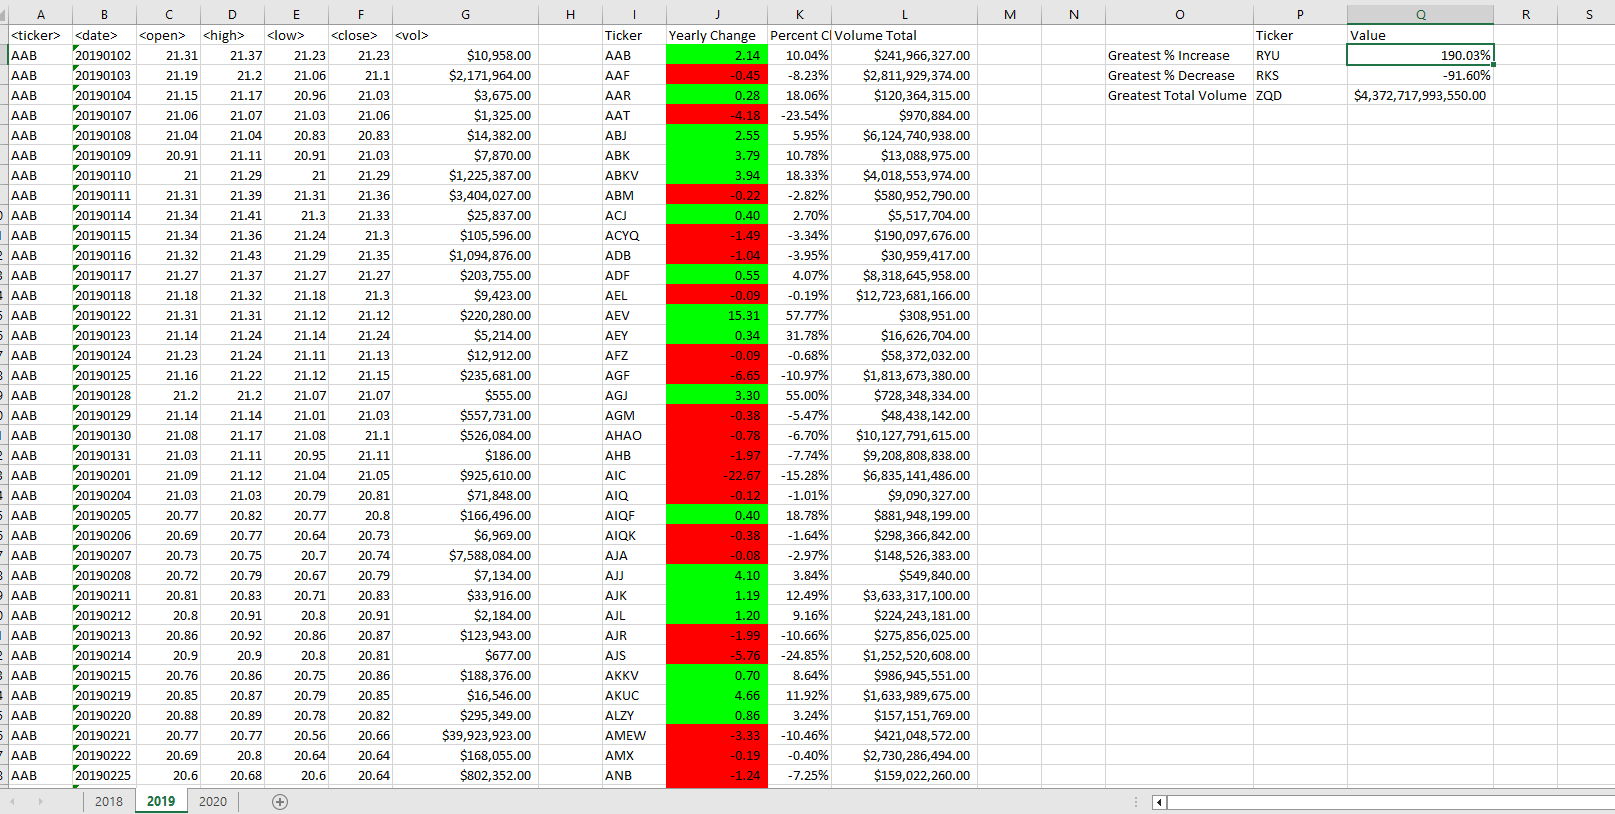 A B C D E F G H I J K L M N O P Q R S
<ticker> <date> <open> <high> <low> <close> <vol> Ticker Yearly Change Percent Cl Volume Total Ticker Value
AAB 20190102 21.31 21.37 21.23 21.23 $10,958.00 AAB 2.14 10.04% $241,966,327.00 Greatest % Increase RYU 190.03%
AAB 20190103 21.19 21.2 21.06 21.1 $2,171,964.00 AAF -0.45 -8.23% $2,811,929,374.00 Greatest % Decrease RKS -91.60%
AAB 20190104 21.15 21.17 20.96 21.03 $3,675.00 AAR 0.28 18.06% $120,364,315.00 Greatest Total Volume ZQD $4,372,717,993,550.00
AAB 20190107 21.06 21.07 21.03 21.06 $1,325.00 AAT -4.18 -23.54% $970,884.00
AAB 20190108 21.04 21.04 20.83 20.83 $14,382.00 ABJ 2.55 5.95% $6,124,740,938.00
AAB 20190109 20.91 21.11 20.91 21.03 $7,870.00 ABK 3.79 10.78% $13,088,975.00
AAB 20190110 21 21.29 21 21.29 $1,225,387.00 ABKV 3.94 18.33% $4,018,553,974.00
AAB 20190111 21.31 21.39 21.31 21.36 $3,404,027.00 ABM -0.22 -2.82% $580,952,790.00
AAB 20190114 21.34 21.41 21.3 21.33 $25,837.00 ACJ 0.40 2.70% $5,517,704.00
AAB 20190115 21.34 21.36 21.24 21.3 $105,596.00 ACYQ -1.49 -3.34% $190,097,676.00
AAB 20190116 21.32 21.43 21.29 21.35 $1,094,876.00 ADB -1.04 -3.95% $30,959,417.00
AAB 20190117 21.27 21.37 21.27 21.27 $203,755.00 ADF 0.55 4.07% $8,318,645,958.00
AAB 20190118 21.18 21.32 21.18 21.3 $9,423.00 AEL -0.09 -0.19% $12,723,681,166.00
AAB 20190122 21.31 21.31 21.12 21.12 $220,280.00 AEV 15.31 57.77% $308,951.00
AAB 20190123 21.14 21.24 21.14 21.24 $5,214.00 AEY 0.34 31.78% $16,626,704.00
AAB 20190124 21.23 21.24 21.11 21.13 $12,912.00 AFZ -0.09 -0.68% $58,372,032.00
AAB 20190125 21.16 21.22 21.12 21.15 $235,681.00 AGF -6.65 -10.97% $1,813,673,380.00
AAB 20190128 21.2 21.2 21.07 21.07 $555.00 AGJ 3.30 55.00% $728,348,334.00
AAB 20190129 21.14 21.14 21.01 21.03 $557,731.00 AGM -0.38 -5.47% $48,438,142.00
AAB 20190130 21.08 21.17 21.08 21.1 $526,084.00 AHAO -0.78 -6.70% $10,127,791,615.00
AAB 20190131 21.03 21.11 20.95 21.11 $186.00 AHB -1.97 -7.74% $9,208,808,838.00
AAB 20190201 21.09 21.12 21.04 21.05 $925,610.00 AIC -22.67 -15.28% $6,835,141,486.00
AAB 20190204 21.03 21.03 20.79 20.81 $71,848.00 AIQ -0.12 -1.01% $9,090,327.00
AAB 20190205 20.77 20.82 20.77 20.8 $166,496.00 AIQF 0.40 18.78% $881,948,199.00
AAB 20190206 20.69 20.77 20.64 20.73 $6,969.00 AIQK -0.38 -1.64% $298,366,842.00
AAB 20190207 20.73 20.75 20.7 20.74 $7,588,084.00 AJA -0.08 -2.97% $148,526,383.00
AAB 20190208 20.72 20.79 20.67 20.79 $7,134.00 AJJ 4.10 3.84% $549,840.00
AAB 20190211 20.81 20.83 20.71 20.83 $33,916.00 AJK 1.19 12.49% $3,633,317,100.00
AAB 20190212 20.8 20.91 20.8 20.91 $2,184.00 AJL 1.20 9.16% $224,243,181.00
AAB 20190213 20.86 20.92 20.86 20.87 $123,943.00 AJR -1.99 -10.66% $275,856,025.00
AAB 20190214 20.9 20.9 20.8 20.81 $677.00 AJS -5.76 -24.85% $1,252,520,608.00
AAB 20190215 20.76 20.86 20.75 20.86 $188,376.00 AKKV 0.70 8.64% $986,945,551.00
AAB 20190219 20.85 20.87 20.79 20.85 $16,546.00 AKUC 4.66 11.92% $1,633,989,675.00
AAB 20190220 20.88 20.89 20.78 20.82 $295,349.00 ALZY 0.86 3.24% $157,151,769.00
AAB 20190221 20.77 20.77 20.56 20.66 $39,923,923.00 AMEW -3.33 -10.46% $421,048,572.00
AAB 20190222 20.69 20.8 20.64 20.64 $168,055.00 AMX -0.19 -0.40% $2,730,286,494.00
AAB 20190225 20.6 20.68 20.6 20.64 $802,352.00 ANB -1.24 -7.25% $159,022,260.00
2018 2019 2020